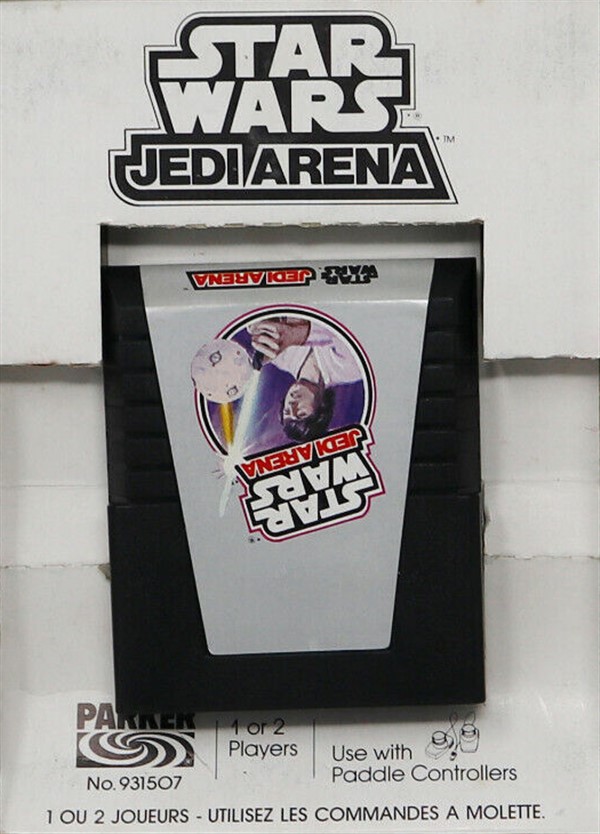 STAR
WARS
®
JEDI ARENA
™
STAR WARS JEDI ARENA
STAR
WARS
JEDI ARENA
®
PARKER
No. 931507
1 or 2
Players
Use with
Paddle Controllers
1 OU 2 JOUEURS - UTILISEZ LES COMMANDES A MOLETTE.